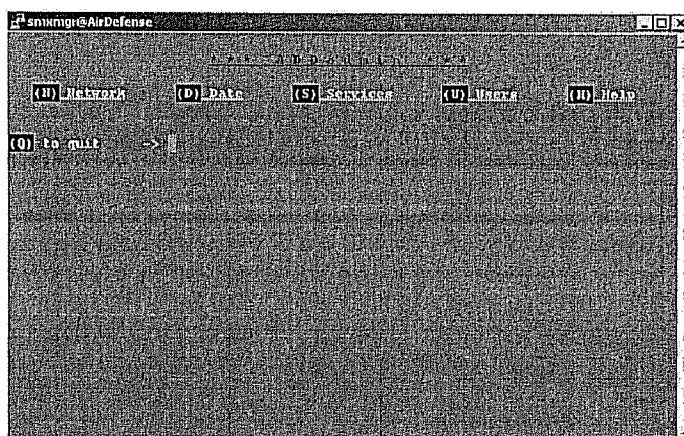 smxmgr@AirDefense
* * * A D D a d m i n * * *
(N) Network (D) Date (S) Services (U) Users (H) Help
(Q) to quit ->